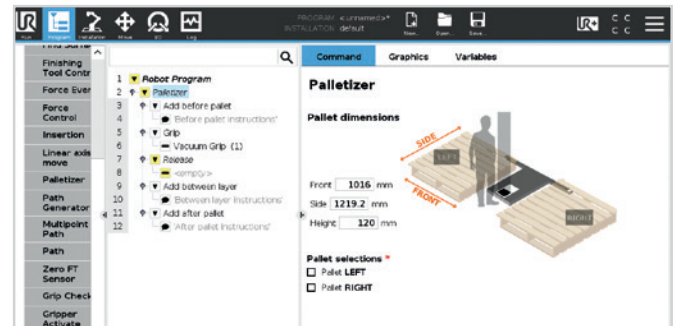 PROGRAM <unnamed>*
INSTALLATION default
Run
Program
Installation
Move
I/O
Log
New...
Open...
Save...
UR+
C C
C C
Finishing
Tool Contr
Force Ever
Force
Control
Insertion
Linear axis
move
Palletizer
Path
Generator
Multipoint
Path
Path
Zero FT
Sensor
Grip Check
Gripper
Activate
1 Robot Program
2 Palletizer
3 Add before pallet
4 'Before pallet instructions'
5 Grip
6 Vacuum Grip (1)
7 Release
8 <empty>
9 Add between layer
10 'Between layer instructions'
11 Add after pallet
12 'After pallet instructions'
Command Graphics Variables
Palletizer
Pallet dimensions
SIDE
LEFT
FRONT
RIGHT
Front 1016 mm
Side 1219.2 mm
Height 120 mm
Pallet selections *
Pallet LEFT
Pallet RIGHT